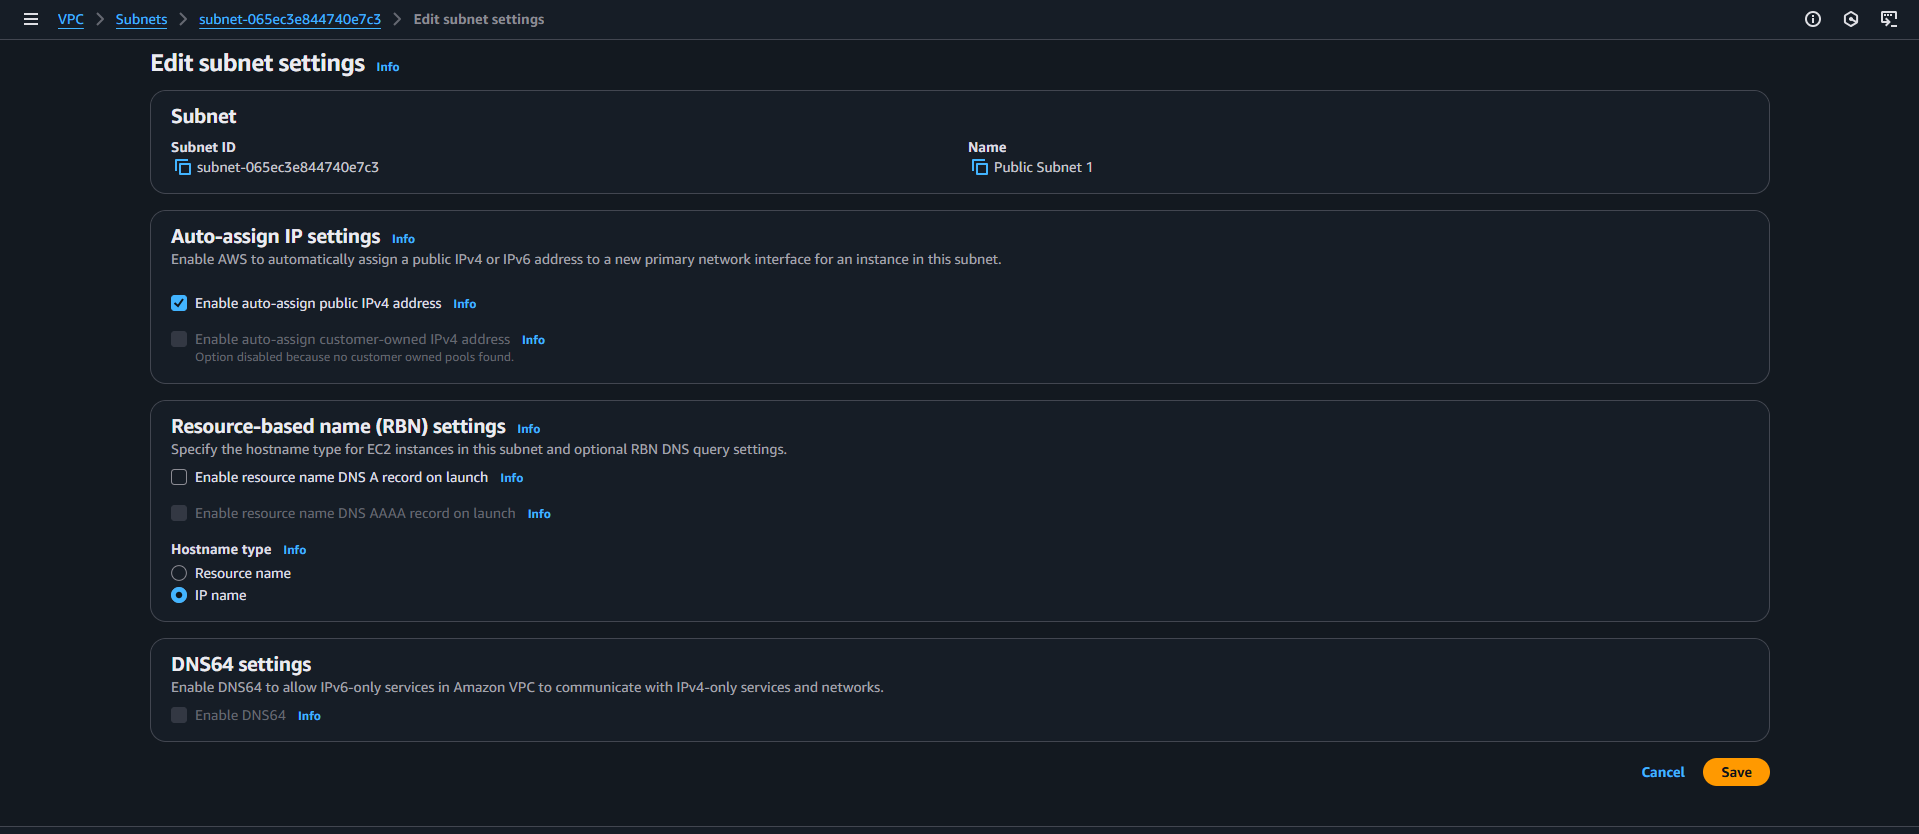 VPC > Subnets > subnet-065ec3e844740e7c3 > Edit subnet settings
Edit subnet settings Info
Subnet
Subnet ID
subnet-065ec3e844740e7c3
Name
Public Subnet 1
Auto-assign IP settings Info
Enable AWS to automatically assign a public IPv4 or IPv6 address to a new primary network interface for an instance in this subnet.
Enable auto-assign public IPv4 address Info
Enable auto-assign customer-owned IPv4 address Info
Option disabled because no customer owned pools found.
Resource-based name (RBN) settings Info
Specify the hostname type for EC2 instances in this subnet and optional RBN DNS query settings.
Enable resource name DNS A record on launch Info
Enable resource name DNS AAAA record on launch Info
Hostname type Info
Resource name
IP name
DNS64 settings
Enable DNS64 to allow IPv6-only services in Amazon VPC to communicate with IPv4-only services and networks.
Enable DNS64 Info
Cancel Save